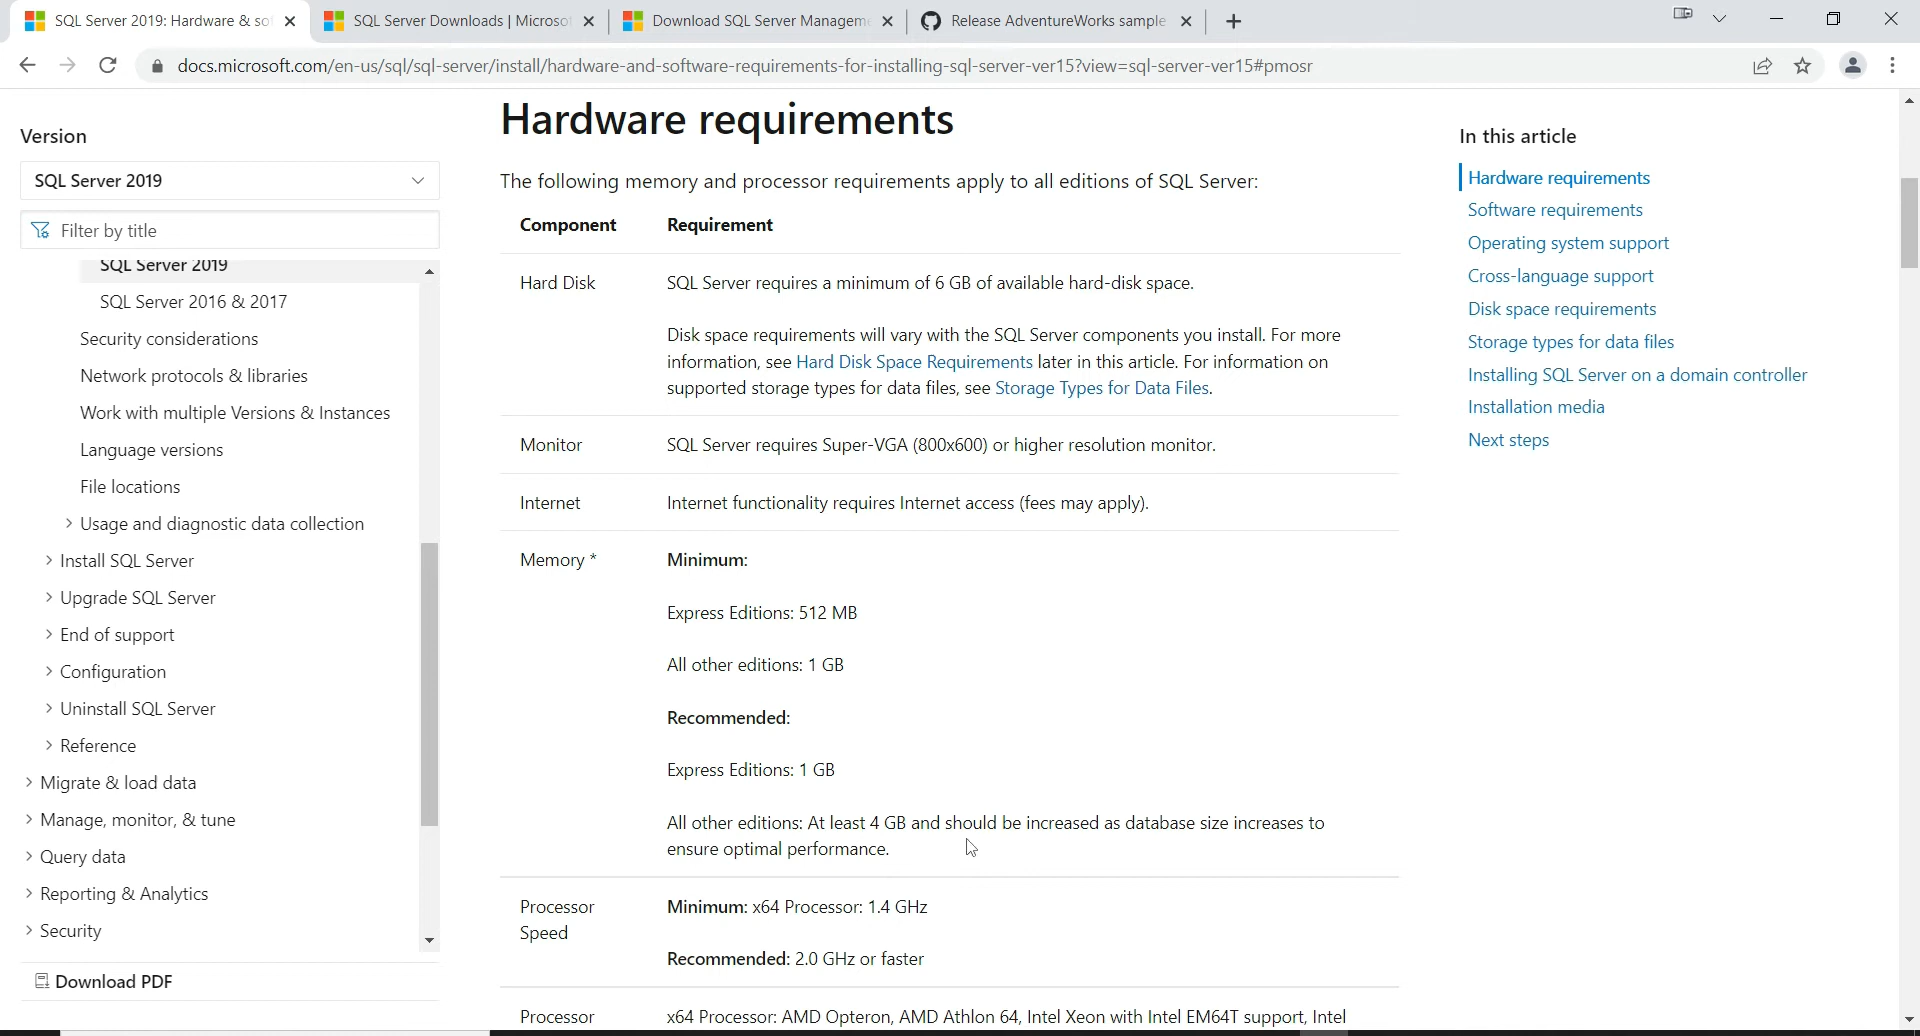 SQL Server 2019: Hardware & so
SQL Server Downloads | Microso
Download SQL Server Managem
Release AdventureWorks sample
docs.microsoft.com/en-us/sql/sql-server/install/hardware-and-software-requirements-for-installing-sql-server-ver15?view=sql-server-ver15#pmosr
Version
SQL Server 2019
Filter by title
SQL Server 2019
SQL Server 2016 & 2017
Security considerations
Network protocols & libraries
Work with multiple Versions & Instances
Language versions
File locations
Usage and diagnostic data collection
Install SQL Server
Upgrade SQL Server
End of support
Configuration
Uninstall SQL Server
Reference
Migrate & load data
Manage, monitor, & tune
Query data
Reporting & Analytics
Security
Download PDF
Hardware requirements
The following memory and processor requirements apply to all editions of SQL Server:
Component Requirement
Hard Disk SQL Server requires a minimum of 6 GB of available hard-disk space.
Disk space requirements will vary with the SQL Server components you install. For more
information, see Hard Disk Space Requirements later in this article. For information on
supported storage types for data files, see Storage Types for Data Files.
Monitor SQL Server requires Super-VGA (800x600) or higher resolution monitor.
Internet Internet functionality requires Internet access (fees may apply).
Memory * Minimum:
Express Editions: 512 MB
All other editions: 1 GB
Recommended:
Express Editions: 1 GB
All other editions: At least 4 GB and should be increased as database size increases to
ensure optimal performance.
Processor Minimum: x64 Processor: 1.4 GHz
Speed
Recommended: 2.0 GHz or faster
Processor x64 Processor: AMD Opteron, AMD Athlon 64, Intel Xeon with Intel EM64T support, Intel
In this article
Hardware requirements
Software requirements
Operating system support
Cross-language support
Disk space requirements
Storage types for data files
Installing SQL Server on a domain controller
Installation media
Next steps